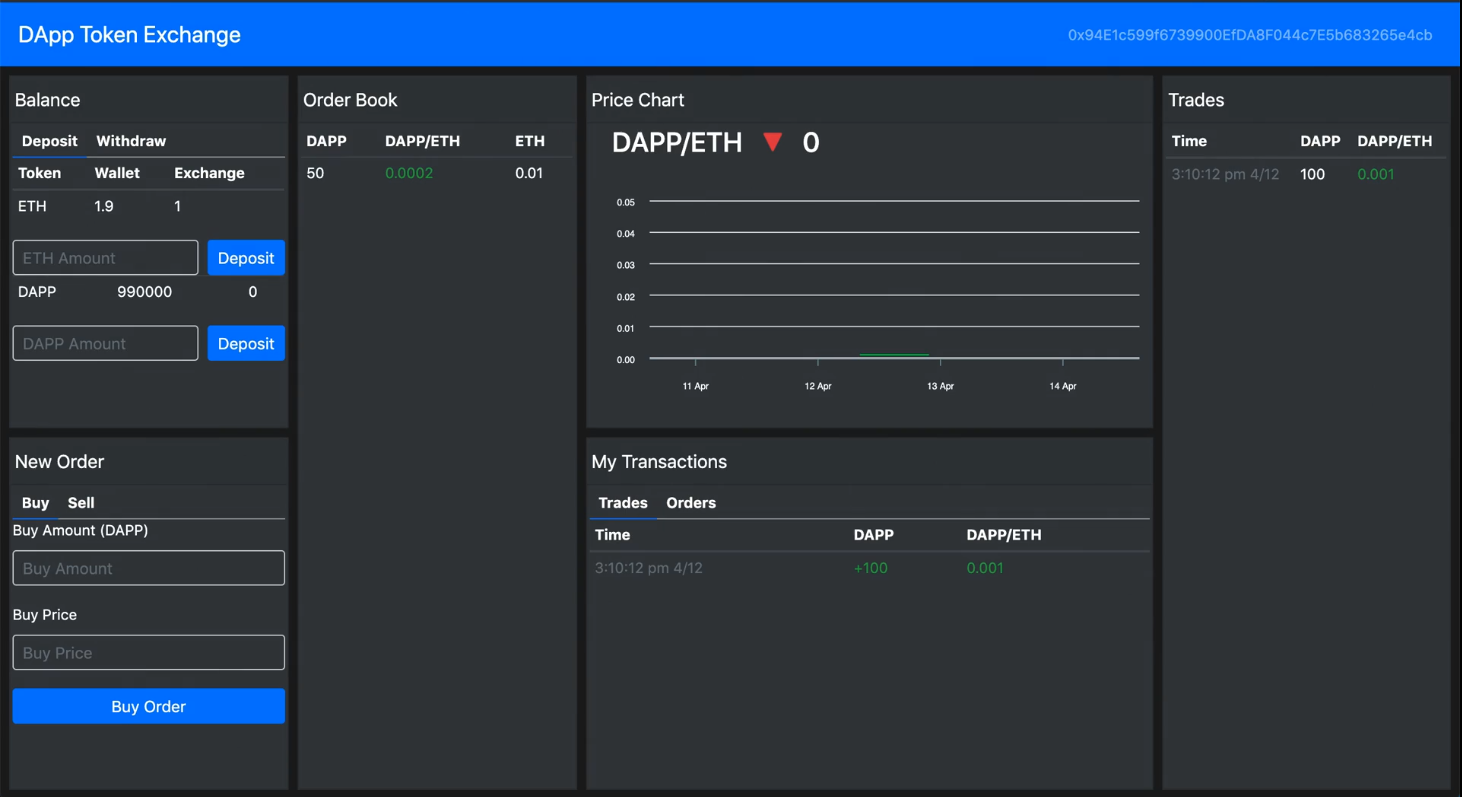 DApp Token Exchange
0x94E1c599f6739900EfDA8F044c7E5b683265e4cb
Balance
Deposit Withdraw
Token Wallet Exchange
ETH 1.9 1
ETH Amount Deposit
DAPP 990000 0
DAPP Amount Deposit
New Order
Buy Sell
Buy Amount (DAPP)
Buy Amount
Buy Price
Buy Price
Buy Order
Order Book
DAPP DAPP/ETH ETH
50 0.0002 0.01
Price Chart
DAPP/ETH ▼ 0
0.05
0.04
0.03
0.02
0.01
0.00
11 Apr 12 Apr 13 Apr 14 Apr
My Transactions
Trades Orders
Time DAPP DAPP/ETH
3:10:12 pm 4/12 +100 0.001
Trades
Time DAPP DAPP/ETH
3:10:12 pm 4/12 100 0.001